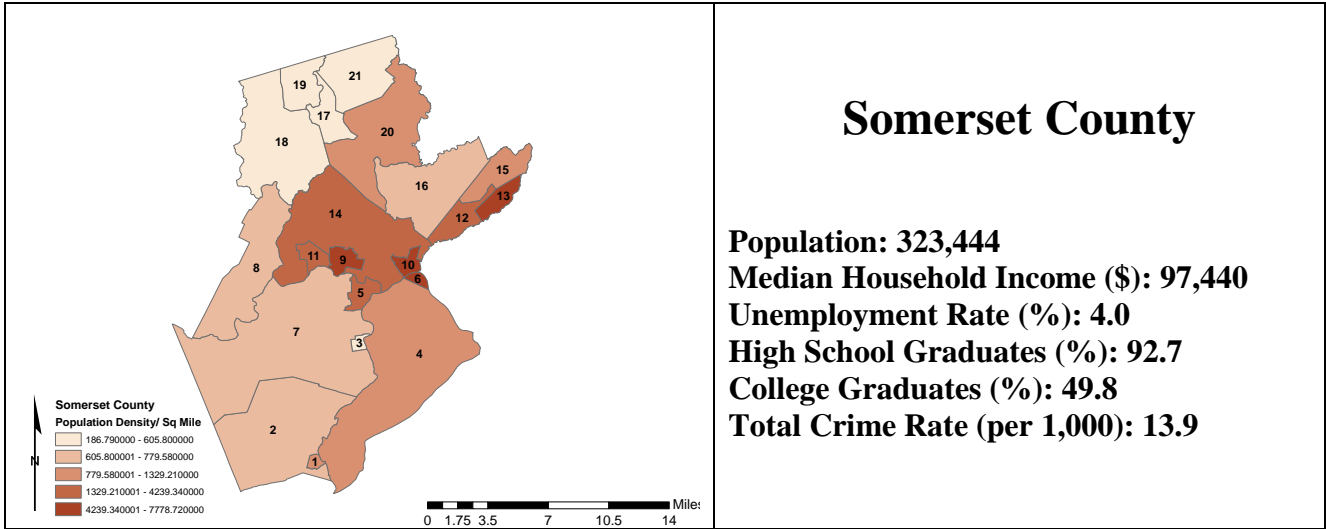 19
21
17
20
18
15
16
13
12
14
11
9
10
8
6
5
7
3
4
2
1
N
Somerset County
Population Density/ Sq Mile
186.790000 - 605.800000
605.800001 - 779.580000
779.580001 - 1329.210000
1329.210001 - 4239.340000
4239.340001 - 7778.720000
Miles
0 1.75 3.5 7 10.5 14
Somerset County
Population: 323,444
Median Household Income ($): 97,440
Unemployment Rate (%): 4.0
High School Graduates (%): 92.7
College Graduates (%): 49.8
Total Crime Rate (per 1,000): 13.9